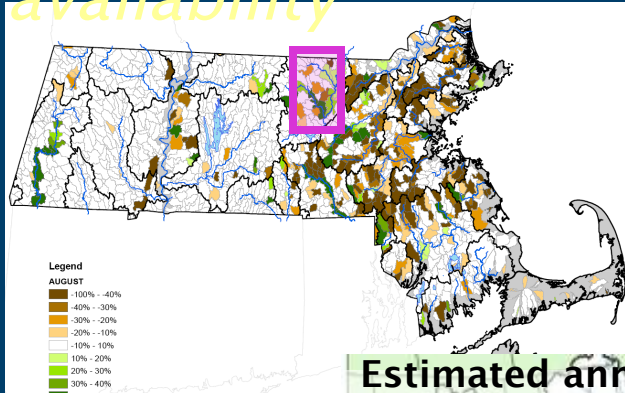 availability
Legend
AUGUST
-100% - -40%
-40% - -30%
-30% - -20%
-20% - -10%
-10% - 10%
10% - 20%
20% - 30%
30% - 40%
Estimated ann